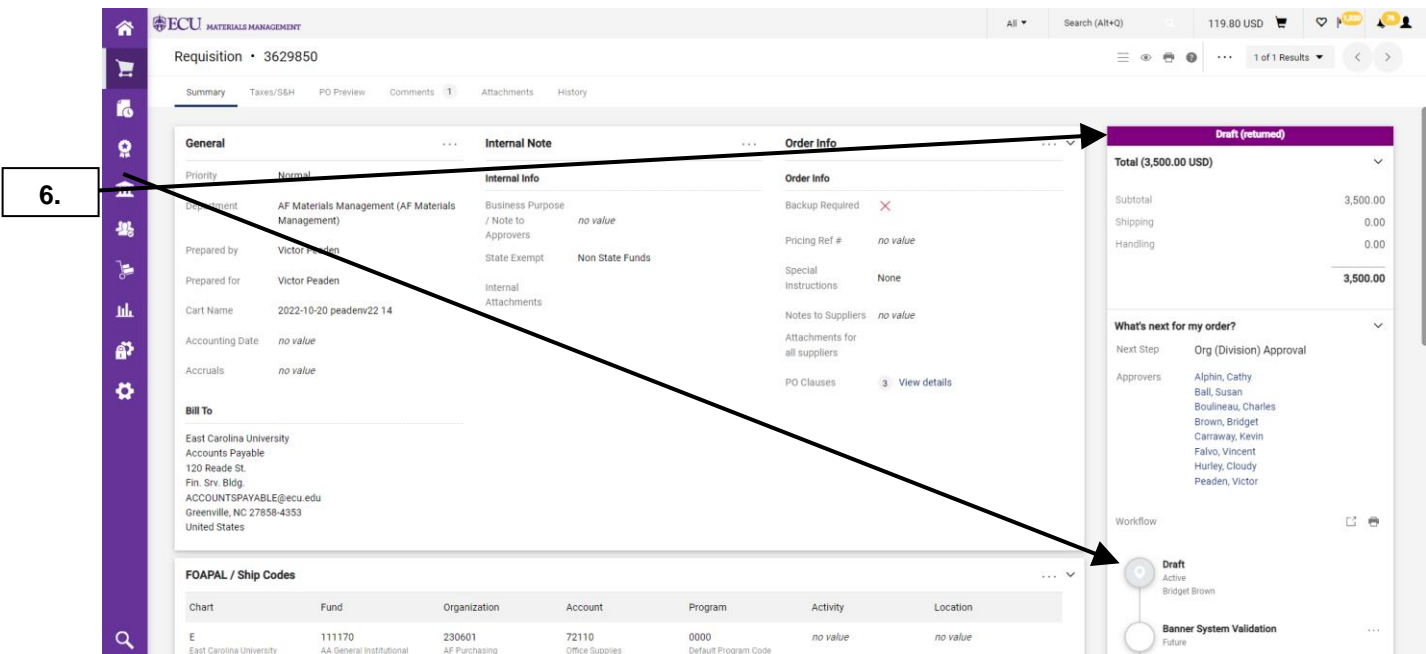 ECU MATERIALS MANAGEMENT
All
Search (Alt+Q)
119.80 USD
Requisition • 3629850
1 of 1 Results
Summary Taxes/S&H PO Preview Comments 1 Attachments History
6.
General
Priority Normal
Department AF Materials Management (AF Materials
Management)
Prepared by Victor Peaden
Prepared for Victor Peaden
Cart Name 2022-10-20 peadenv22 14
Accounting Date no value
Accruals no value
Bill To
East Carolina University
Accounts Payable
120 Reade St.
Fin. Srv. Bldg.
ACCOUNTSPAYABLE@ecu.edu
Greenville, NC 27858-4353
United States
Internal Note
Internal Info
Business Purpose
/ Note to no value
Approvers
State Exempt Non State Funds
Internal
Attachments
Order Info
Order Info
Backup Required
Pricing Ref # no value
Special
Instructions None
Notes to Suppliers no value
Attachments for
all suppliers
PO Clauses 3 View details
Draft (returned)
Total (3,500.00 USD)
Subtotal 3,500.00
Shipping 0.00
Handling 0.00
3,500.00
What's next for my order?
Next Step Org (Division) Approval
Approvers Alphin, Cathy
Ball, Susan
Boulineau, Charles
Brown, Bridget
Carraway, Kevin
Falvo, Vincent
Hurley, Cloudy
Peaden, Victor
Workflow
Draft
Active
Bridget Brown
Banner System Validation
Future
FOAPAL / Ship Codes
Chart Fund Organization Account Program Activity Location
E 111170 230601 72110 0000 no value no value
East Carolina University AA General Institutional AF Purchasing Office Supplies Default Program Code